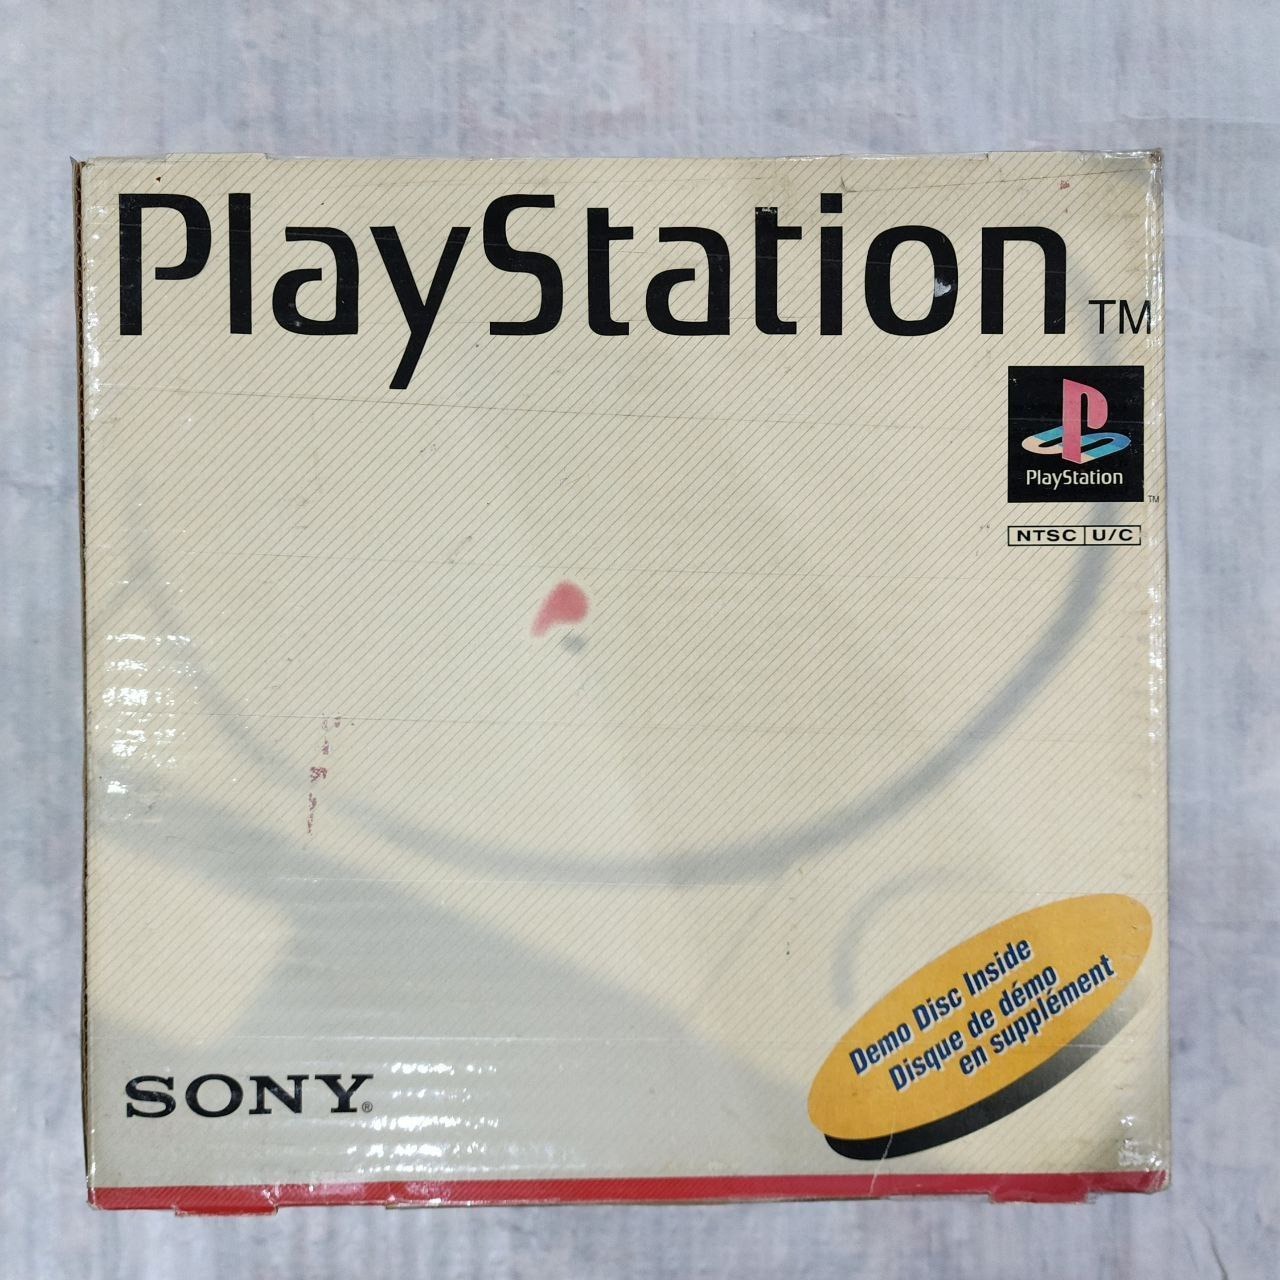 PlayStation TM
PlayStation TM
NTSC U/C
Demo Disc Inside
Disque de démo
en supplément
SONY®